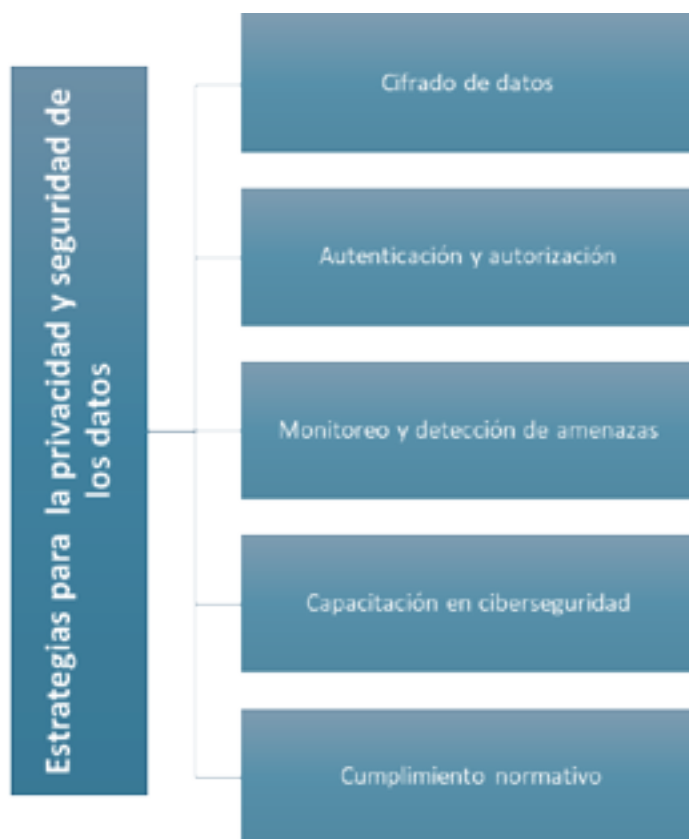 Estrategias para la privacidad y seguridad de
los datos
Cifrado de datos
Autenticación y autorización
Monitoreo y detección de amenazas
Capacitación en ciberseguridad
Cumplimiento normativo